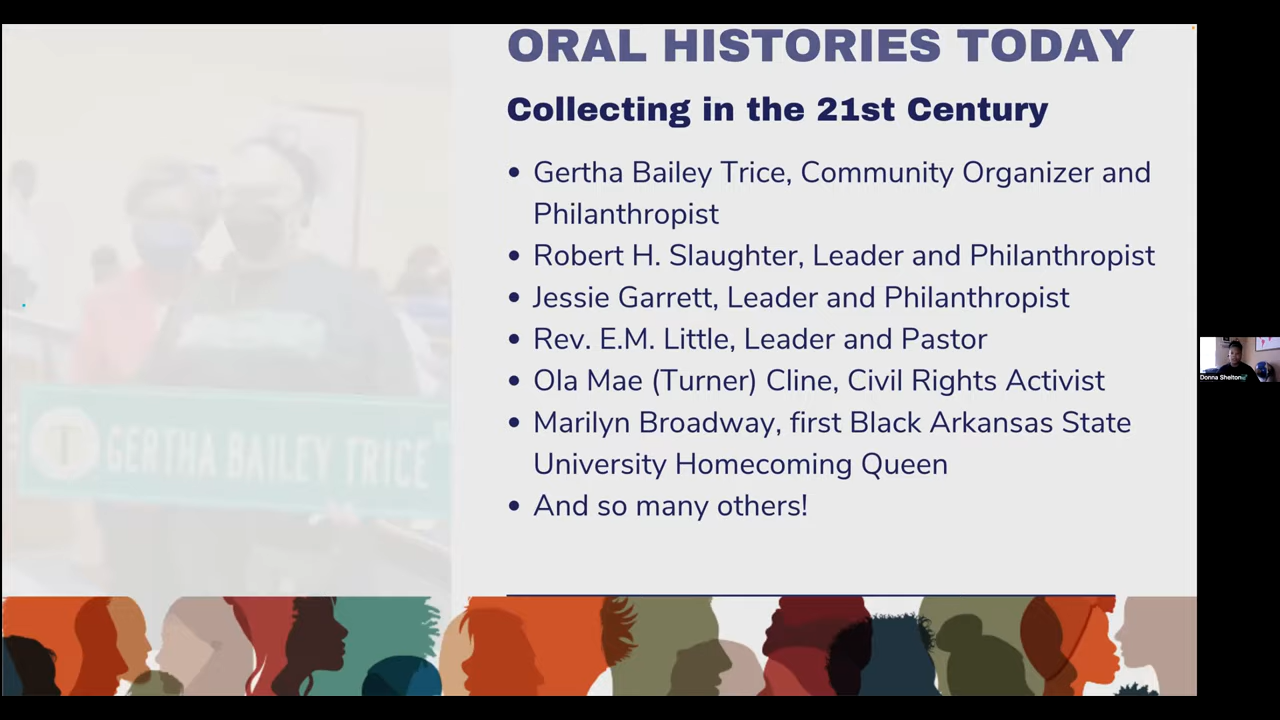 ORAL HISTORIES TODAY
Collecting in the 21st Century
• Gertha Bailey Trice, Community Organizer and
Philanthropist
• Robert H. Slaughter, Leader and Philanthropist
• Jessie Garrett, Leader and Philanthropist
• Rev. E.M. Little, Leader and Pastor
• Ola Mae (Turner) Cline, Civil Rights Activist
• Marilyn Broadway, first Black Arkansas State
University Homecoming Queen
• And so many others!
T GERTHA BAILEY TRICE
Donna Shelton